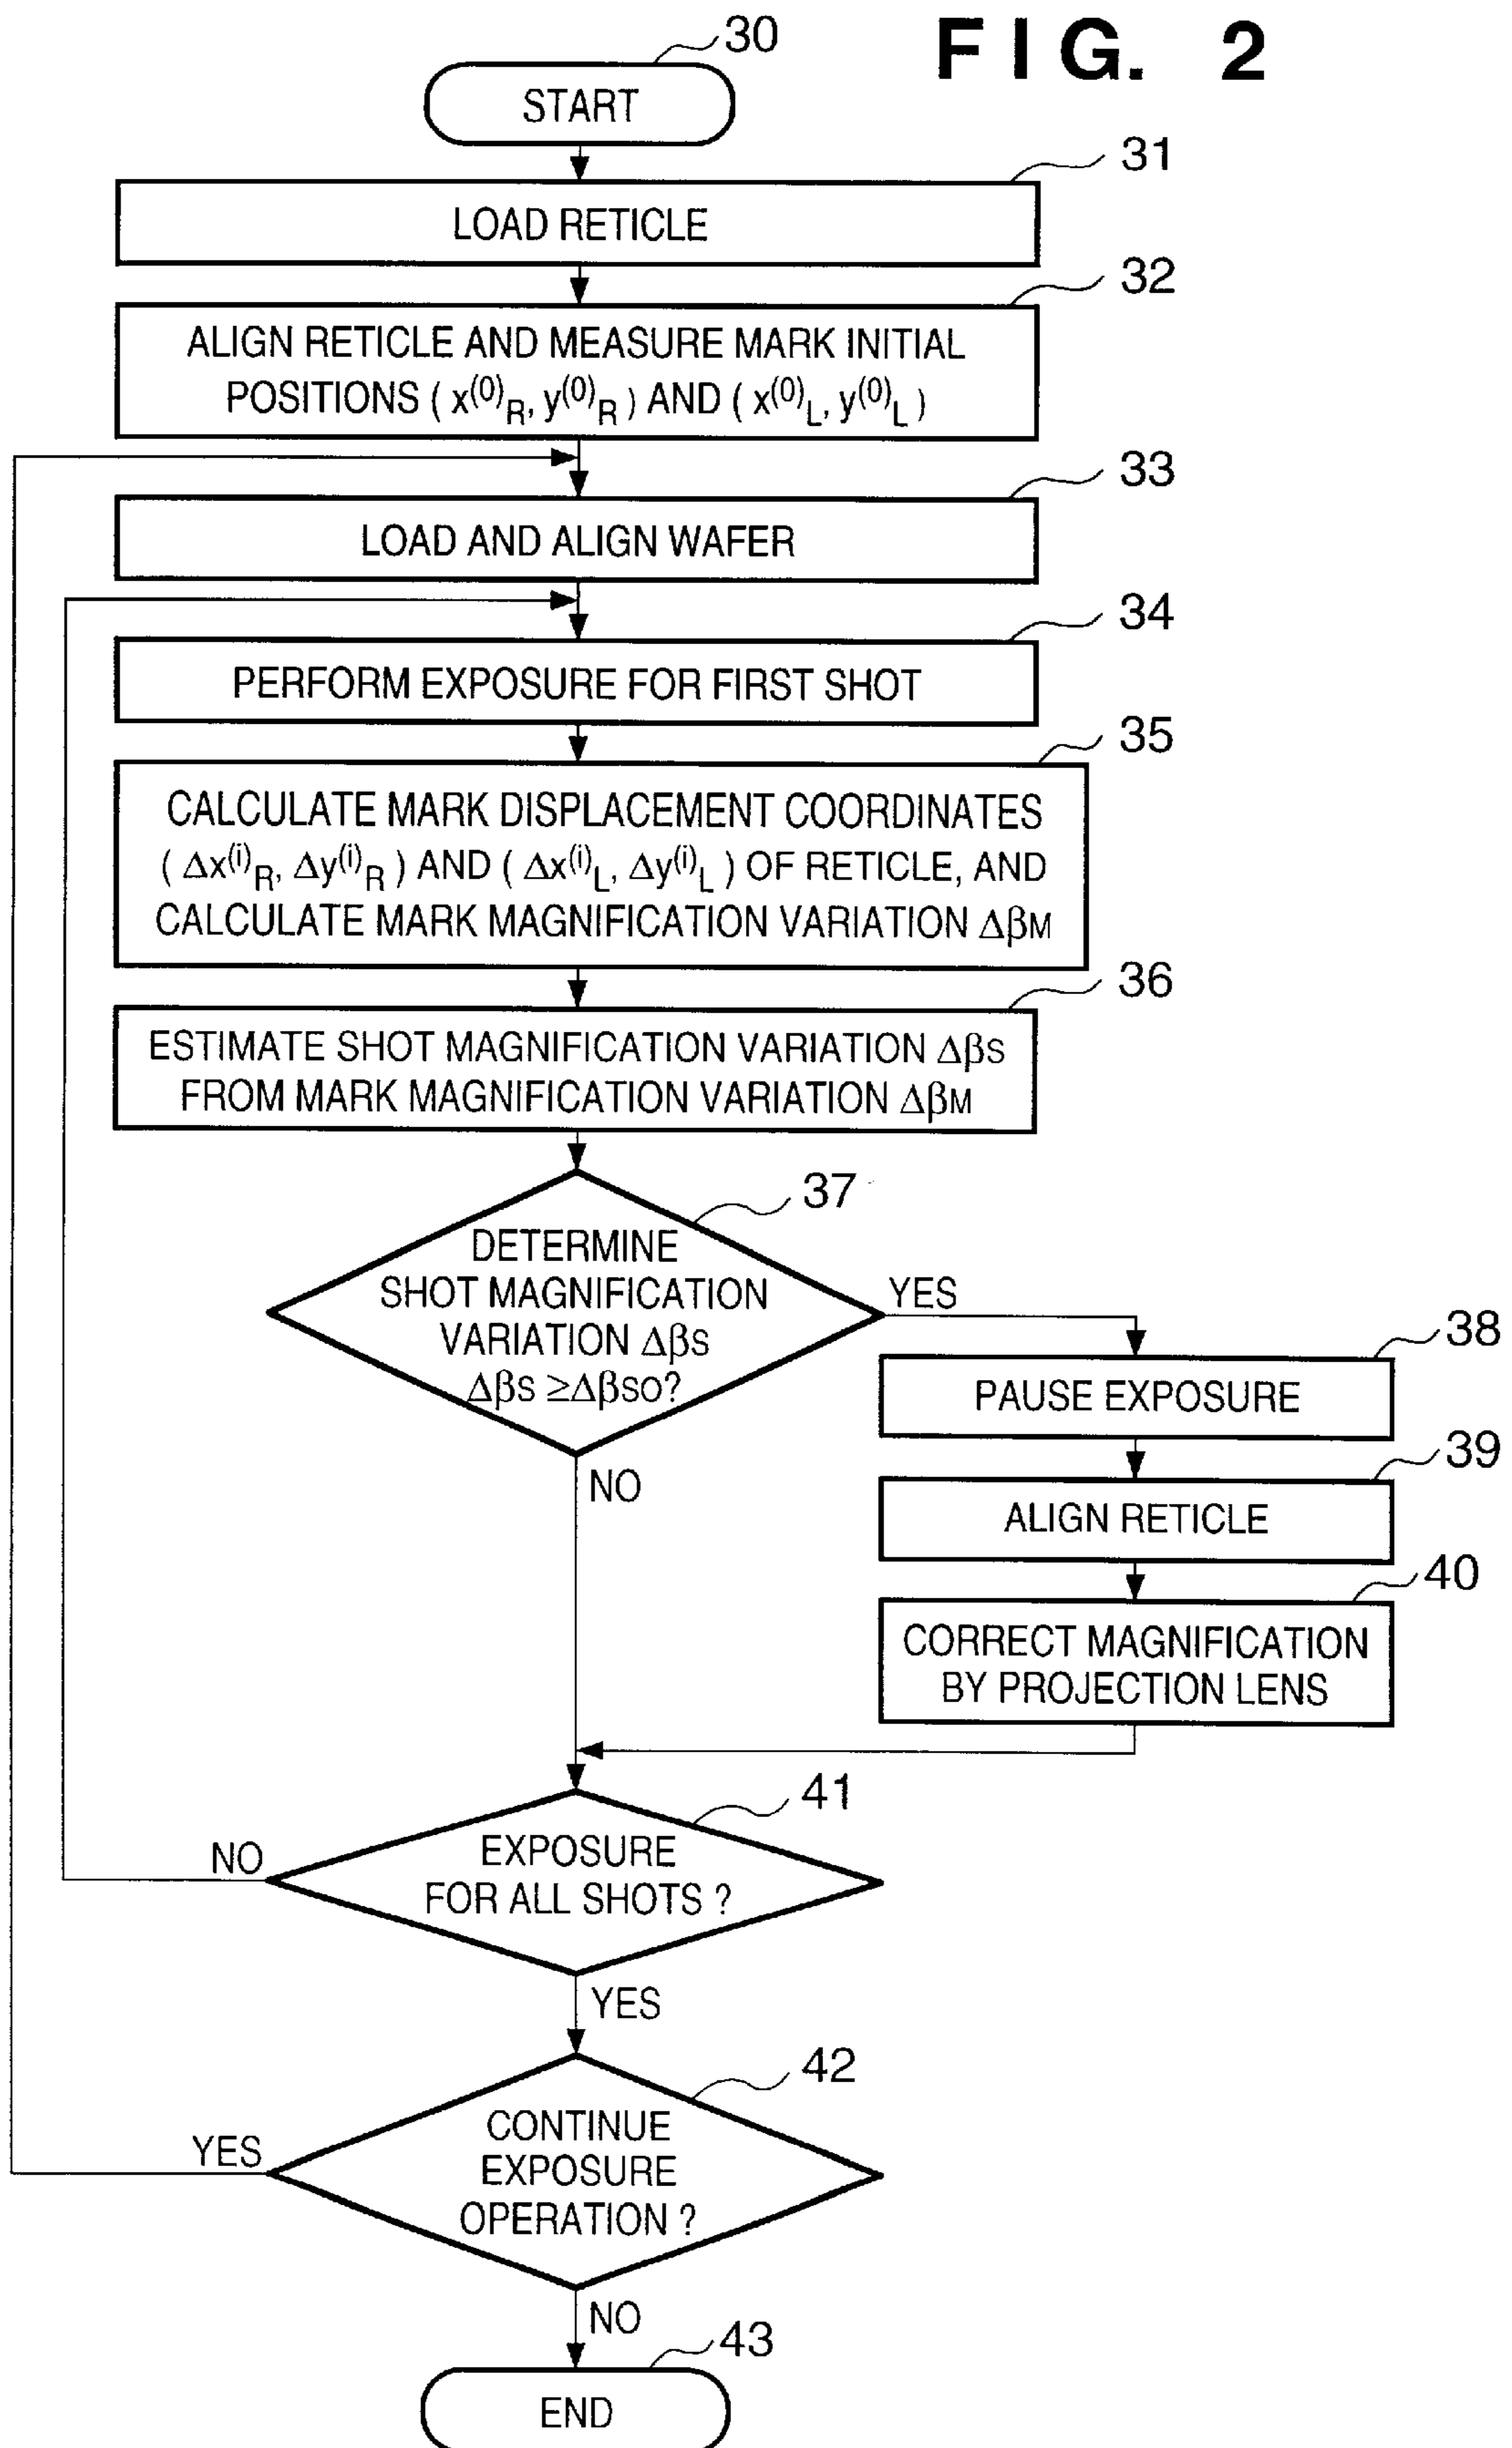 FIG. 2
30
START
31
LOAD RETICLE
32
ALIGN RETICLE AND MEASURE MARK INITIAL
POSITIONS ( x(0)R, y(0)R ) AND ( x(0)L, y(0)L )
33
LOAD AND ALIGN WAFER
34
PERFORM EXPOSURE FOR FIRST SHOT
35
CALCULATE MARK DISPLACEMENT COORDINATES
( Δx(i)R, Δy(i)R ) AND ( Δx(i)L, Δy(i)L ) OF RETICLE, AND
CALCULATE MARK MAGNIFICATION VARIATION ΔβM
36
ESTIMATE SHOT MAGNIFICATION VARIATION ΔβS
FROM MARK MAGNIFICATION VARIATION ΔβM
37
DETERMINE
SHOT MAGNIFICATION
VARIATION ΔβS
ΔβS ≥ΔβSO?
YES
38
PAUSE EXPOSURE
39
ALIGN RETICLE
40
CORRECT MAGNIFICATION
BY PROJECTION LENS
NO
41
EXPOSURE
FOR ALL SHOTS ?
NO
YES
42
CONTINUE
EXPOSURE
OPERATION ?
YES
NO
43
END